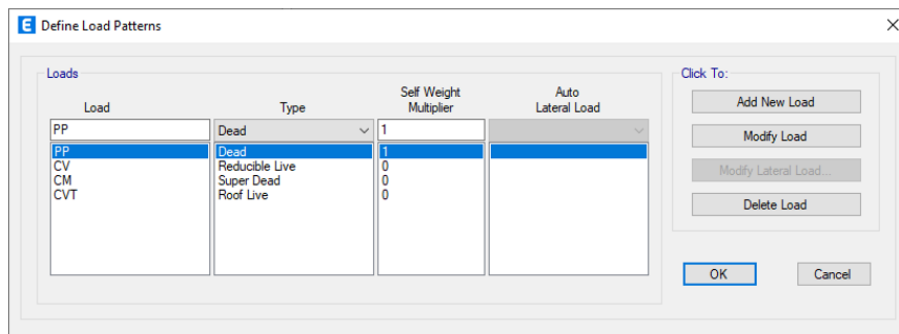 E Define Load Patterns
Loads
Click To:
Load
Type
Self Weight
Multiplier
Auto
Lateral Load
PP Dead 1
PP Dead 1
CV Reducible Live 0
CM Super Dead 0
CVT Roof Live 0
Add New Load
Modify Load
Modify Lateral Load...
Delete Load
OK Cancel